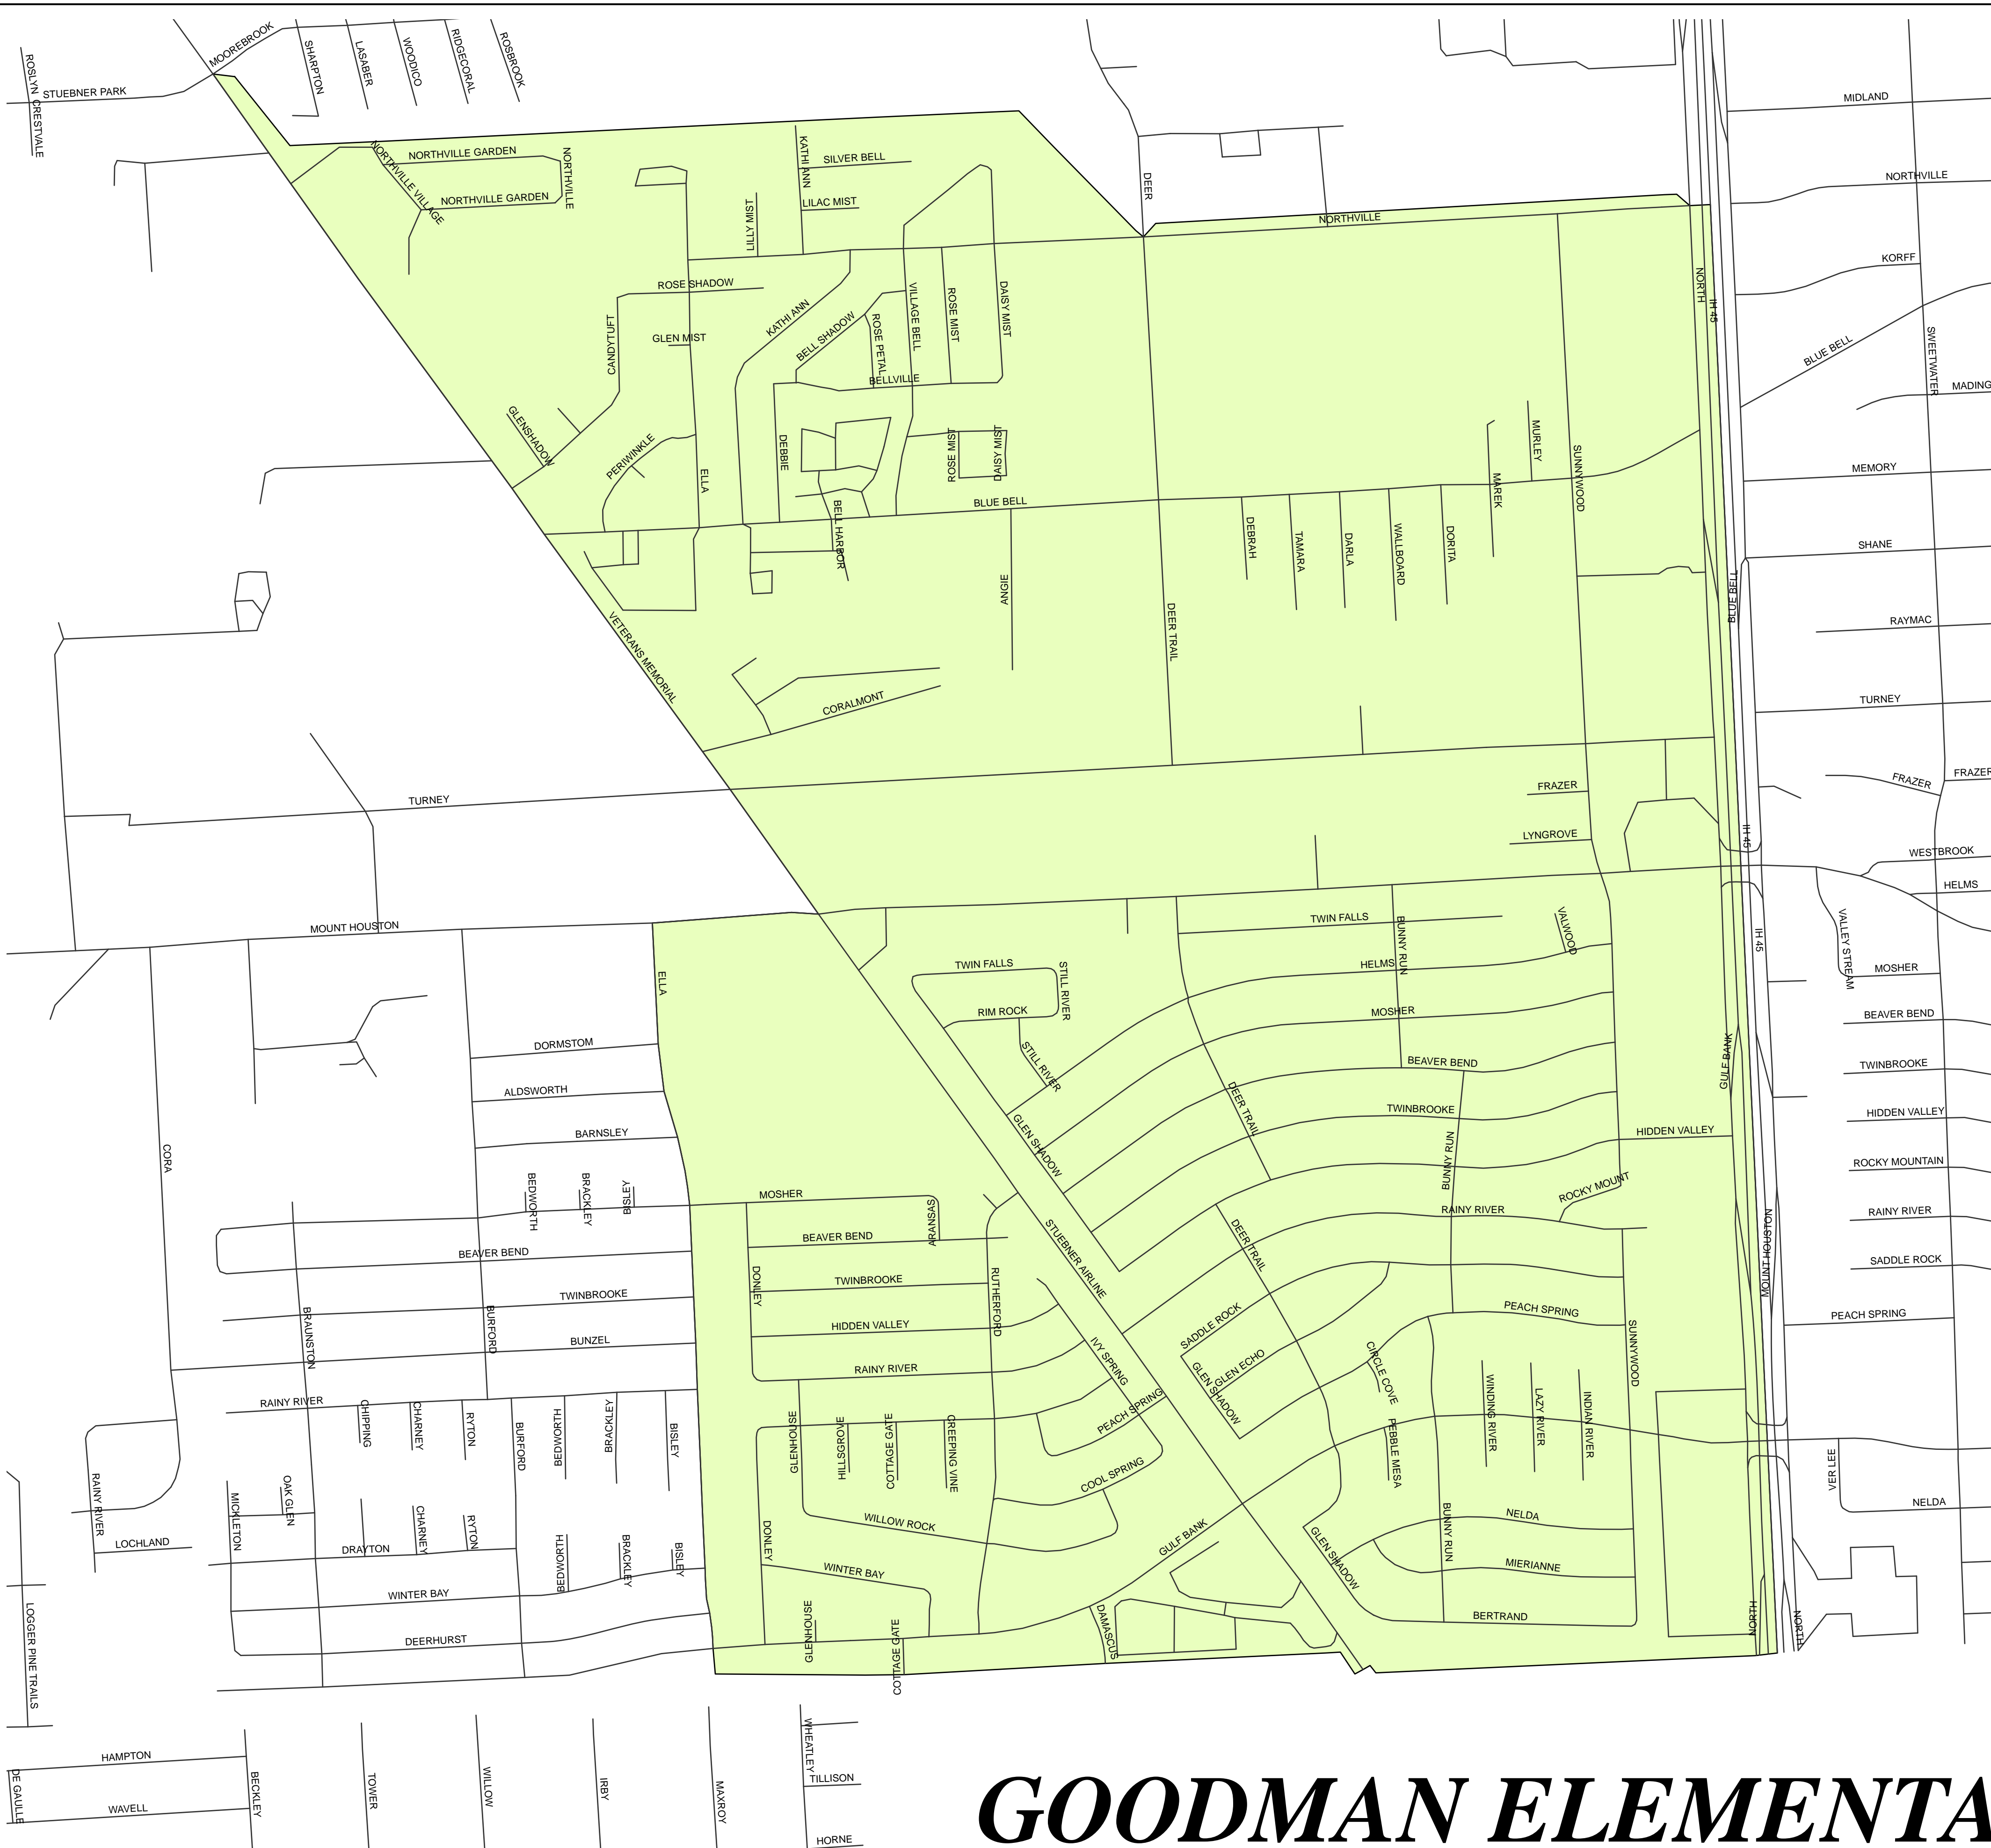 MOOREBROOK
ROSLYN
CRESTVALE
STUEBNER PARK
SHARPTON
LASABER
WOODICO
RIDGECORAL
ROSBROOK
MIDLAND
NORTHVILLE VILLAGE
NORTHVILLE GARDEN
NORTHVILLE
NORTHVILLE GARDEN
KATHI ANN
SILVER BELL
LILAC MIST
LILLY MIST
DEER
NORTHVILLE
NORTHVILLE
KORFF
NORTH
IH 45
ROSE SHADOW
CANDYTUFT
GLEN MIST
KATHI ANN
BELL SHADOW
ROSE PETAL
VILLAGE BELL
ROSE MIST
DAISY MIST
BELLVILLE
BLUE BELL
SWEETWATER
MADING
GLENSHADOW
PERIWINKLE
ELLA
DEBBIE
ROSE MIST
DAISY MIST
MURLEY
MAREK
SUNNYWOOD
MEMORY
BLUE BELL
BELL HARBOR
ANGIE
DEER TRAIL
DEBRAH
TAMARA
DARLA
WALLBOARD
DORITA
SHANE
BLUE BELL
RAYMAC
VETERANS MEMORIAL
CORALMONT
TURNEY
TURNEY
FRAZER
FRAZER
FRAZER
LYNGROVE
IH 45
WESTBROOK
HELMS
MOUNT HOUSTON
ELLA
TWIN FALLS
STILL RIVER
RIM ROCK
STILL RIVER
TWIN FALLS
BUNNY RUN
VALWOOD
HELMS
IH 45
VALLEY STREAM
MOSHER
MOSHER
BEAVER BEND
DORMSTOM
ALDSWORTH
BARNSLEY
CORA
GLEN SHADOW
DEER TRAIL
BEAVER BEND
TWINBROOKE
GULF BANK
TWINBROOKE
HIDDEN VALLEY
HIDDEN VALLEY
BUNNY RUN
ROCKY MOUNT
ROCKY MOUNTAIN
BEDWORTH
BRACKLEY
BISLEY
MOSHER
ARANSAS
BEAVER BEND
BEAVER BEND
STUEBNER AIRLINE
DEER TRAIL
RAINY RIVER
MOUNT HOUSTON
RAINY RIVER
SADDLE ROCK
DONLEY
TWINBROOKE
TWINBROOKE
RUTHERFORD
BRAUNSTON
BURFORD
BUNZEL
HIDDEN VALLEY
RAINY RIVER
IVY SPRING
SADDLE ROCK
GLEN ECHO
GLEN SHADOW
CIRCLE COVE
PEACH SPRING
SUNNYWOOD
PEACH SPRING
RAINY RIVER
CHIPPING
CHARNEY
RYTON
BURFORD
BEDWORTH
BRACKLEY
BISLEY
GLENHOUSE
HILLSGROVE
COTTAGE GATE
CREEPING VINE
PEACH SPRING
COOL SPRING
PEBBLE MESA
WINDING RIVER
LAZY RIVER
INDIAN RIVER
VER LEE
NELDA
RAINY RIVER
LOCHLAND
MICKLETON
OAK GLEN
CHARNEY
RYTON
DRAYTON
BEDWORTH
BRACKLEY
BISLEY
DONLEY
WILLOW ROCK
WINTER BAY
GULF BANK
GLEN SHADOW
NELDA
BUNNY RUN
MIERIANNE
BERTRAND
WINTER BAY
DEERHURST
GLENHOUSE
COTTAGE GATE
DAMASCUS
NORTH
NORTH
LOGGER PINE TRAILS
HAMPTON
DE GAULLE
WAVELL
BECKLEY
TOWER
WILLOW
IRBY
MAXROY
WHEATLEY
TILLISON
HORNE
GOODMAN ELEMENTA